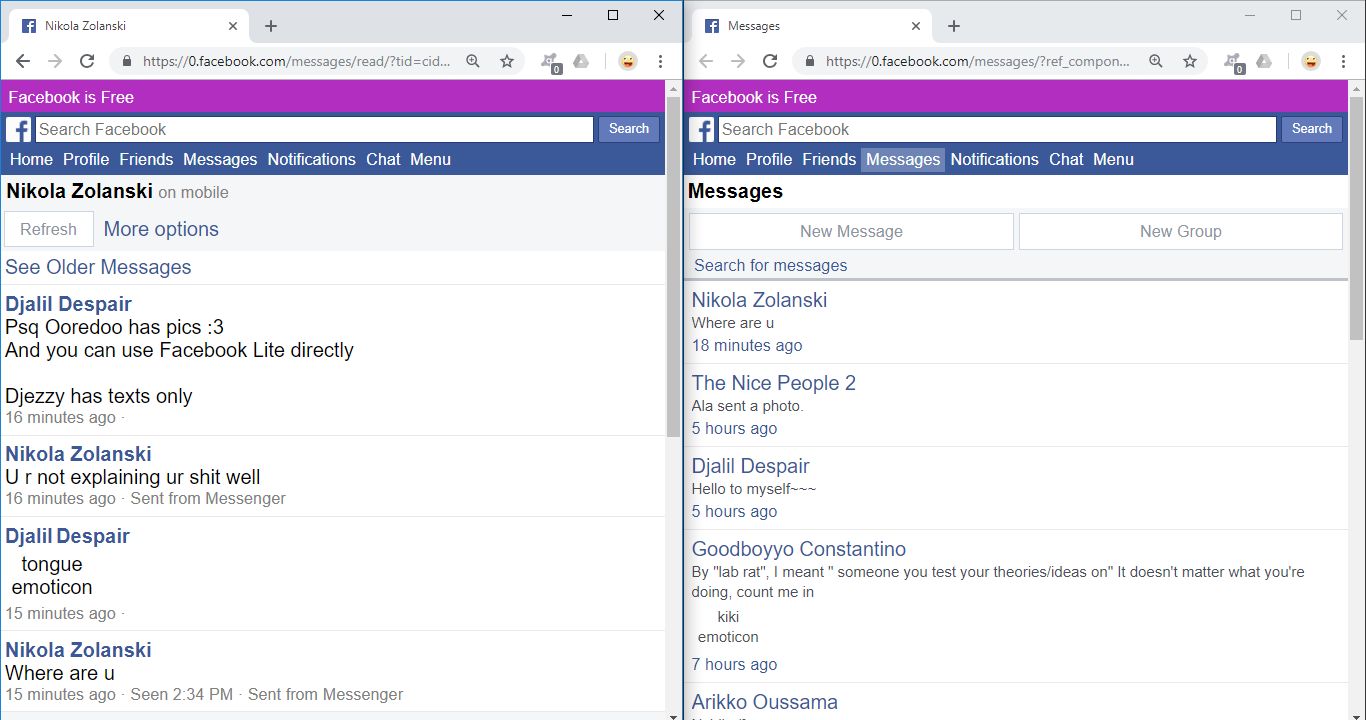 Nikola Zolanski
https://0.facebook.com/messages/read/?tid=cid...
0
Facebook is Free
Search Facebook
Search
Home Profile Friends Messages Notifications Chat Menu
Nikola Zolanski on mobile
Refresh
More options
See Older Messages
Djalil Despair
Psq Ooredoo has pics :3
And you can use Facebook Lite directly
Djezzy has texts only
16 minutes ago ·
Nikola Zolanski
U r not explaining ur shit well
16 minutes ago · Sent from Messenger
Djalil Despair
tongue
emoticon
15 minutes ago ·
Nikola Zolanski
Where are u
15 minutes ago · Seen 2:34 PM · Sent from Messenger
Messages
https://0.facebook.com/messages/?ref_compon...
0
Facebook is Free
Search Facebook
Search
Home Profile Friends Messages Notifications Chat Menu
Messages
New Message
New Group
Search for messages
Nikola Zolanski
Where are u
18 minutes ago
The Nice People 2
Ala sent a photo.
5 hours ago
Djalil Despair
Hello to myself~~~
5 hours ago
Goodboyyo Constantino
By "lab rat", I meant " someone you test your theories/ideas on" It doesn't matter what you're
doing, count me in
kiki
emoticon
7 hours ago
Arikko Oussama